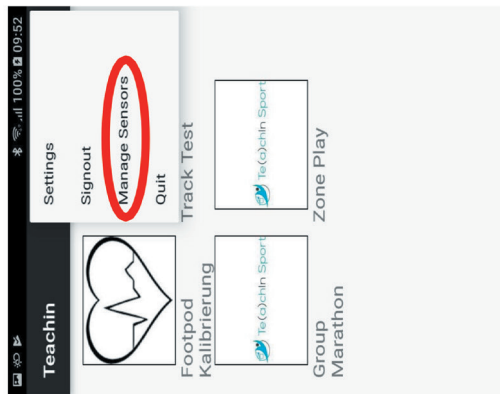 100% 09:52
Teachin
Settings
Signout
Manage Sensors
Quit
Footpod
Kalibrierung
Track Test
Te(a)chIn Sport
Te(a)chIn Sport
Group
Marathon
Zone Play